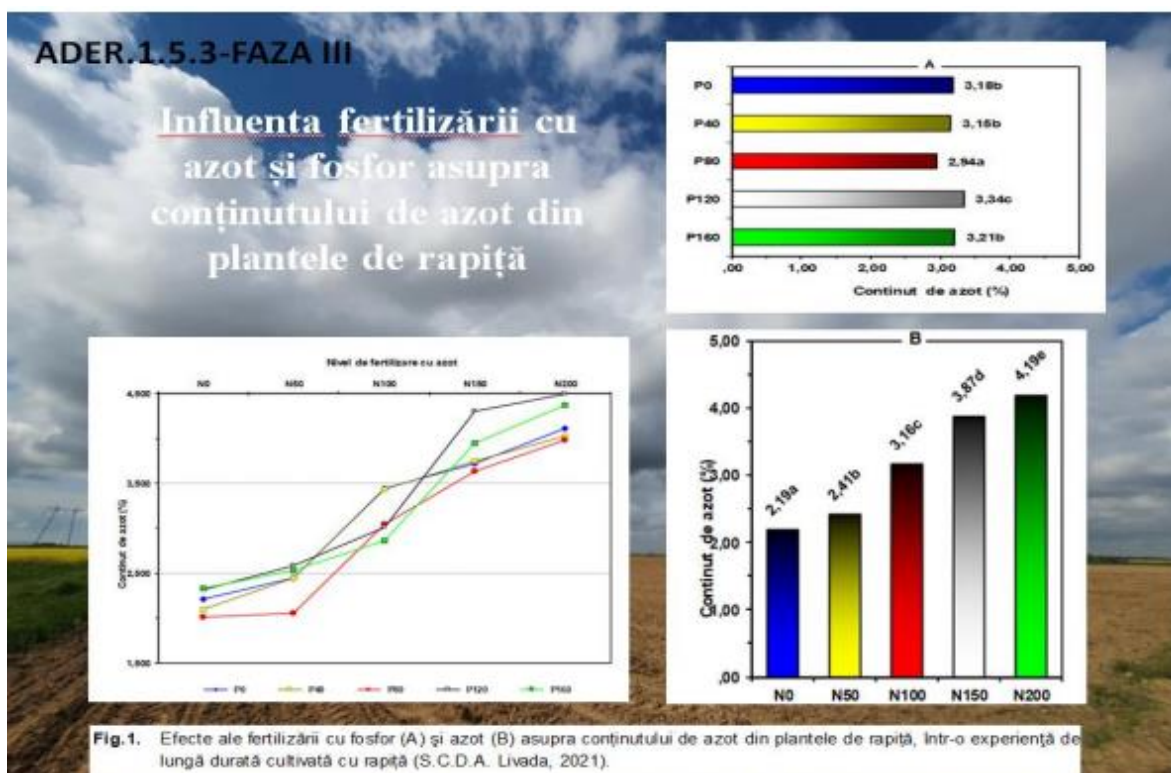 ADER.1.5.3-FAZA III
Influenta fertilizării cu
azot și fosfor asupra
conținutului de azot din
plantele de rapiță
A
P0
3,18b
P40
3,15b
P80
2,94a
P120
3,34c
P160
3,21b
,00 1,00 2,00 3,00 4,00 5,00
Continut de azot (%)
Nivel de fertilizare cu azot
N0 N50 N100 N150 N200
4,500
3,500
2,500
1,500
Continut de azot (%)
P0 P40 P80 P120 P160
B
5,00
4,00
3,00
2,00
1,00
,00
Continut de azot (%)
2,19a
2,41b
3,16c
3,87d
4,19e
N0 N50 N100 N150 N200
Fig.1. Efecte ale fertilizării cu fosfor (A) şi azot (B) asupra conținutului de azot din plantele de rapiță, într-o experiență de
lungă durată cultivată cu rapiță (S.C.D.A. Livada, 2021).